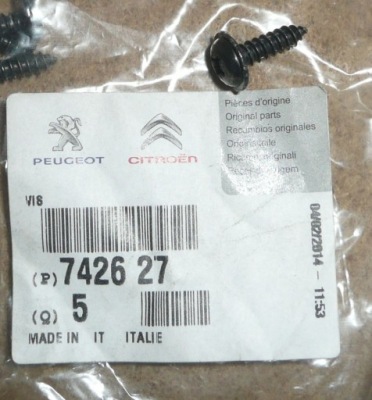 Pièces d'origine
Original parts
Recambios originales
Originalteile
Ricambi originali
PEUGEOT
CITROËN
VIS
(P) 7426 27
(Q) 5
MADE IN IT ITALIE
04/02/2014 - 11:53